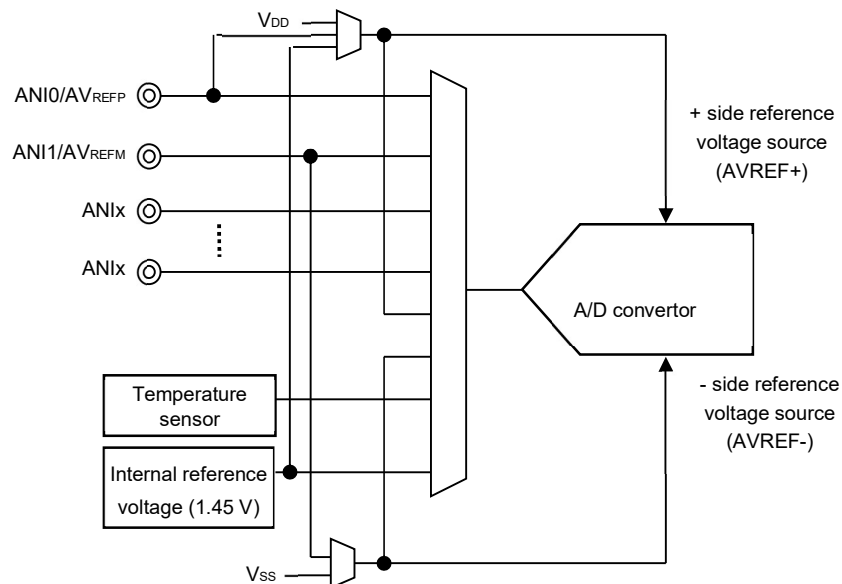 VDD
ANI0/AVREFP
ANI1/AVREFM
ANIx
ANIx
+ side reference
voltage source
(AVREF+)
A/D convertor
Temperature
sensor
Internal reference
voltage (1.45 V)
- side reference
voltage source
(AVREF-)
VSS